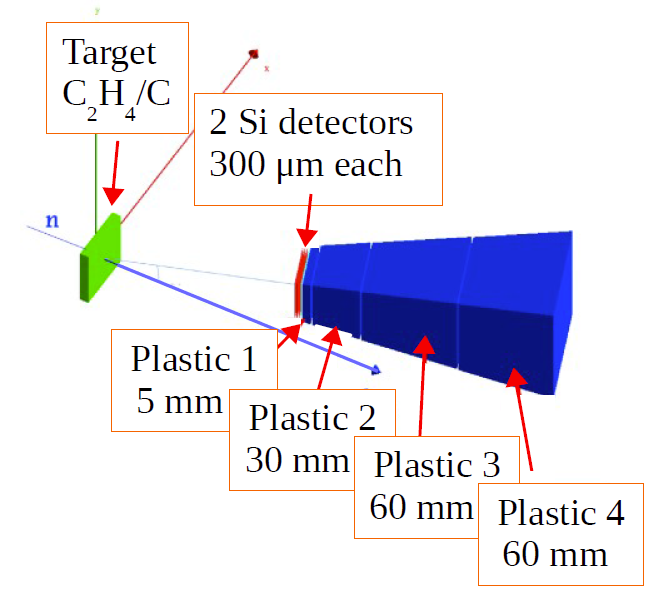 y
Target
C2H4/C
x
2 Si detectors
300 μm each
n
Plastic 1
5 mm
Plastic 2
30 mm
Plastic 3
60 mm
Plastic 4
60 mm